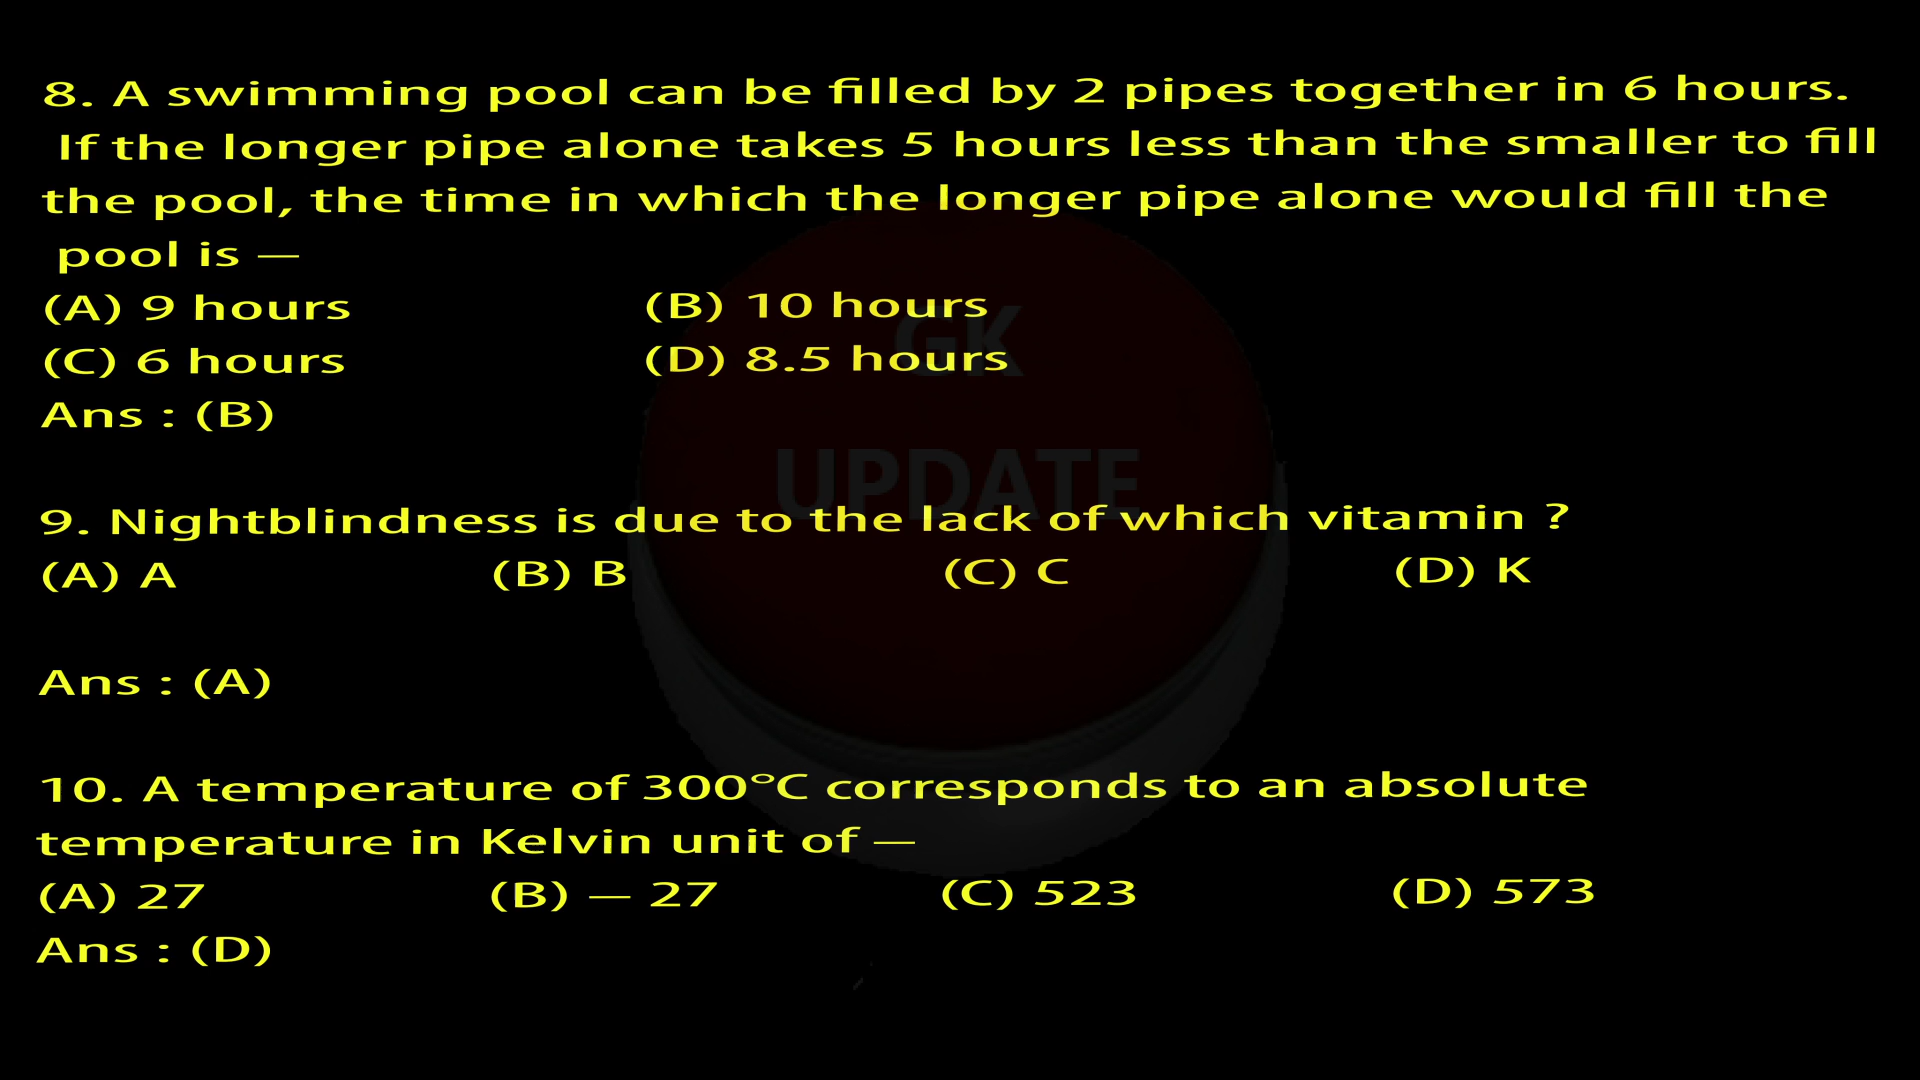 8. A swimming pool can be filled by 2 pipes together in 6 hours.
If the longer pipe alone takes 5 hours less than the smaller to fill
the pool, the time in which the longer pipe alone would fill the
pool is —
(A) 9 hours (B) 10 hours
(C) 6 hours (D) 8.5 hours
Ans : (B)
GK
UPDATE
9. Nightblindness is due to the lack of which vitamin ?
(A) A (B) B (C) C (D) K
Ans : (A)
10. A temperature of 300°C corresponds to an absolute
temperature in Kelvin unit of —
(A) 27 (B) — 27 (C) 523 (D) 573
Ans : (D)